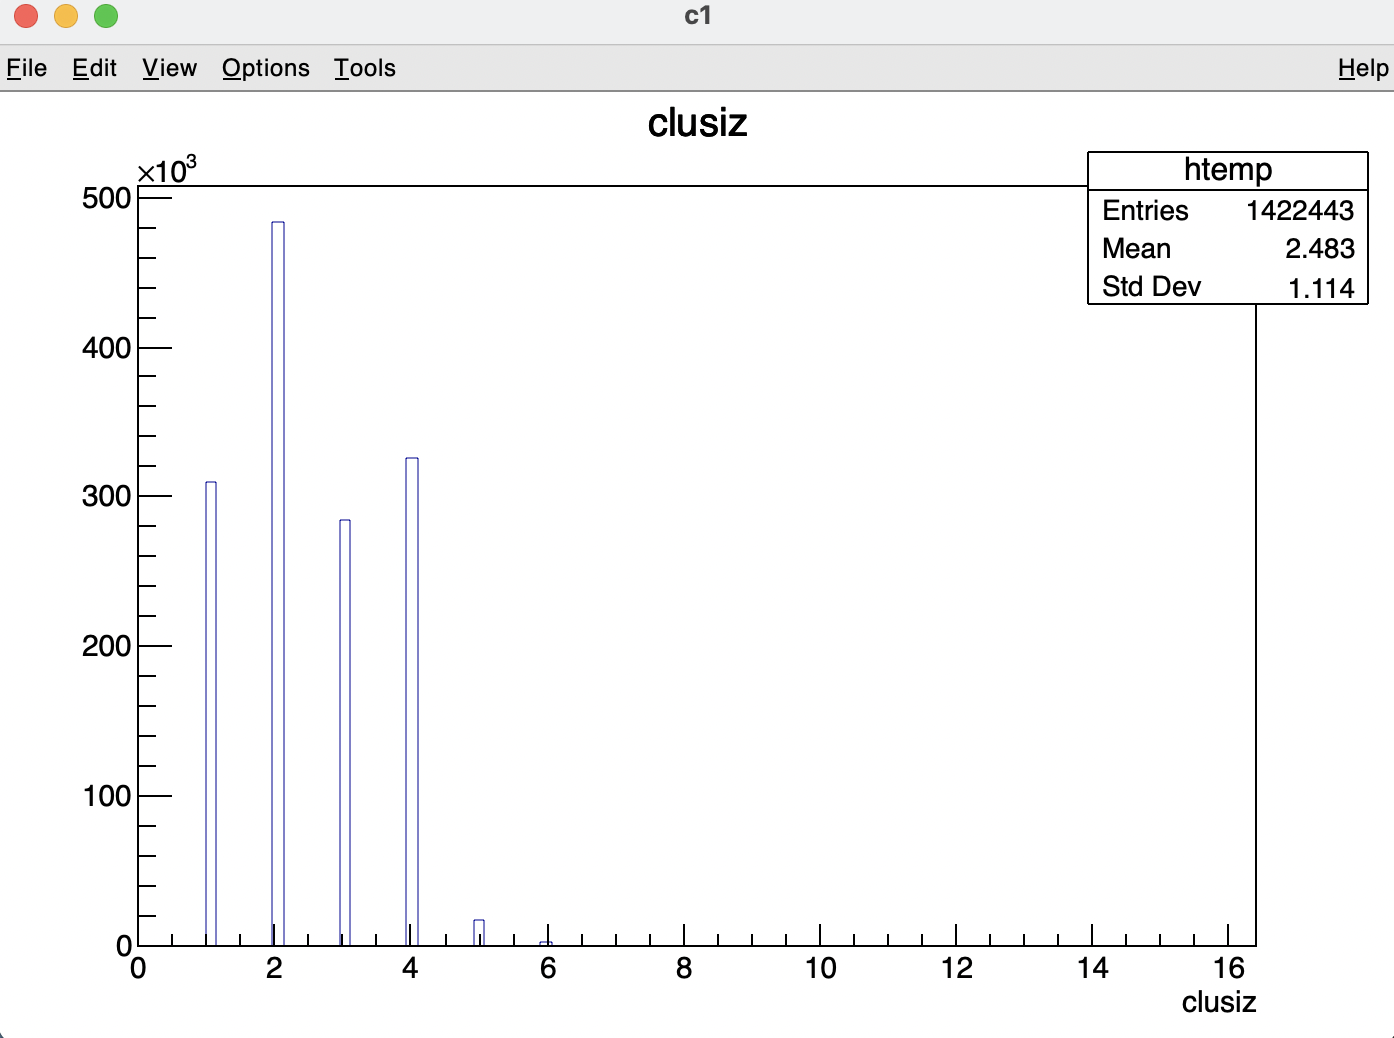 c1
File Edit View Options Tools Help
clusiz
×10³
htemp
Entries 1422443
Mean 2.483
Std Dev 1.114
500
400
300
200
100
0
0 2 4 6 8 10 12 14 16
clusiz